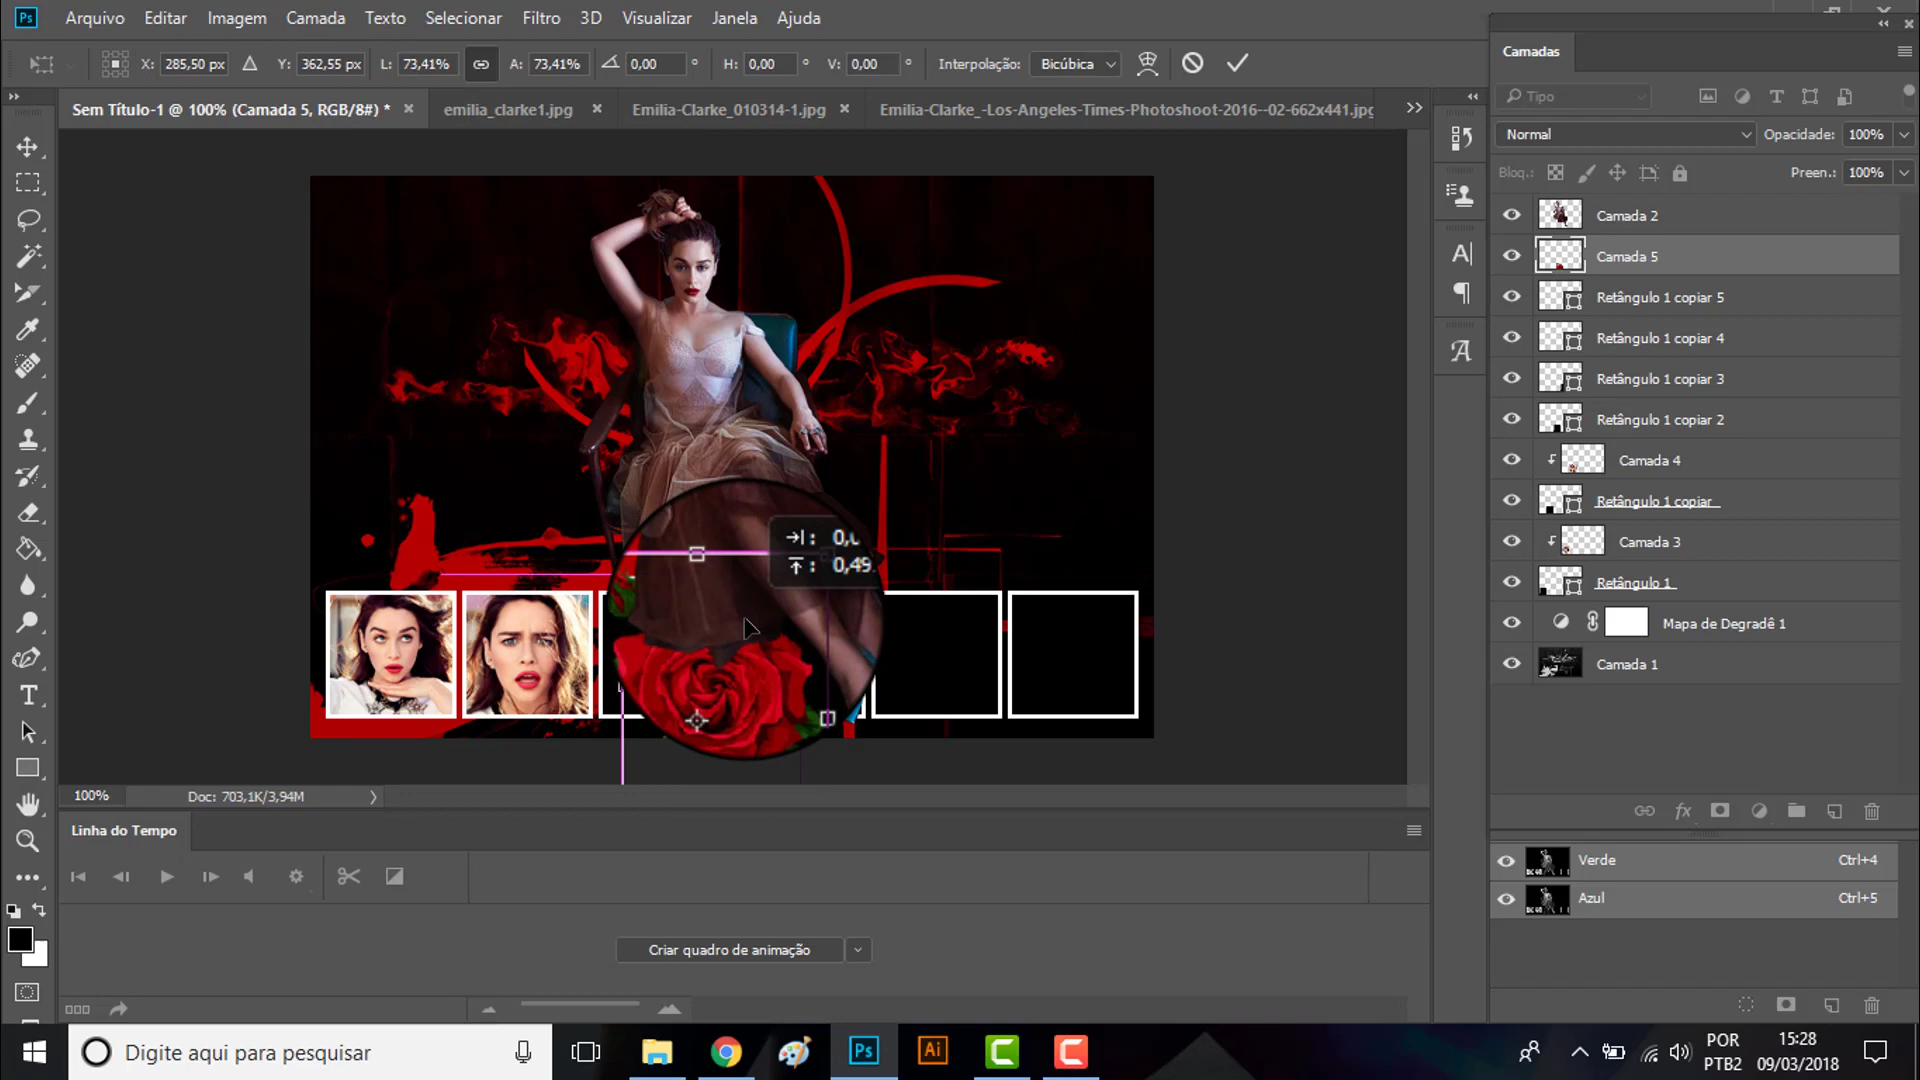 Ps Arquivo Editar Imagem Camada Texto Selecionar Filtro 3D Visualizar Janela Ajuda
X: 285,50 px Y: 362,55 px L: 73,41% A: 73,41% 0,00 ° H: 0,00 ° V: 0,00 ° Interpolação: Bicúbica
Sem Título-1 @ 100% (Camada 5, RGB/8#) * emilia_clarke1.jpg Emilia-Clarke_010314-1.jpg Emilia-Clarke_-Los-Angeles-Times-Photoshoot-2016--02-662x441.jpg
Camadas
Tipo
Normal Opacidade: 100%
Bloq.: Preen.: 100%
Camada 2
Camada 5
Retângulo 1 copiar 5
Retângulo 1 copiar 4
Retângulo 1 copiar 3
Retângulo 1 copiar 2
Camada 4
Retângulo 1 copiar
Camada 3
Retângulo 1
Mapa de Degradê 1
Camada 1
: 0,49
100% Doc: 703,1K/3,94M
Linha do Tempo
Criar quadro de animação
Verde Ctrl+4
Azul Ctrl+5
Digite aqui para pesquisar
Ps Ai
POR
PTB2
15:28
09/03/2018